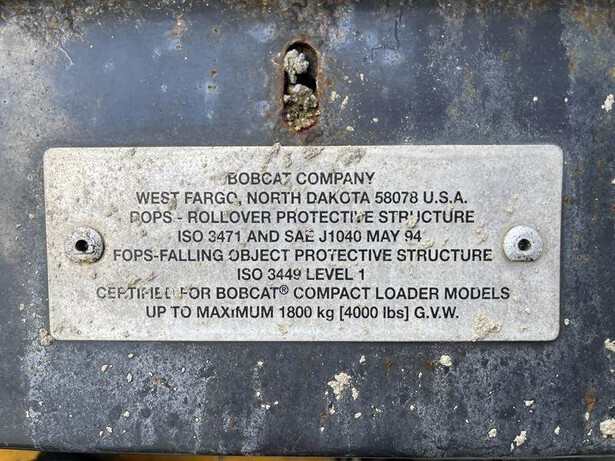 BOBCAT COMPANY
WEST FARGO, NORTH DAKOTA 58078 U.S.A.
ROPS - ROLLOVER PROTECTIVE STRUCTURE
ISO 3471 AND SAE J1040 MAY 94
FOPS-FALLING OBJECT PROTECTIVE STRUCTURE
ISO 3449 LEVEL 1
CERTIFIED FOR BOBCAT® COMPACT LOADER MODELS
UP TO MAXIMUM 1800 kg [4000 lbs] G.V.W.